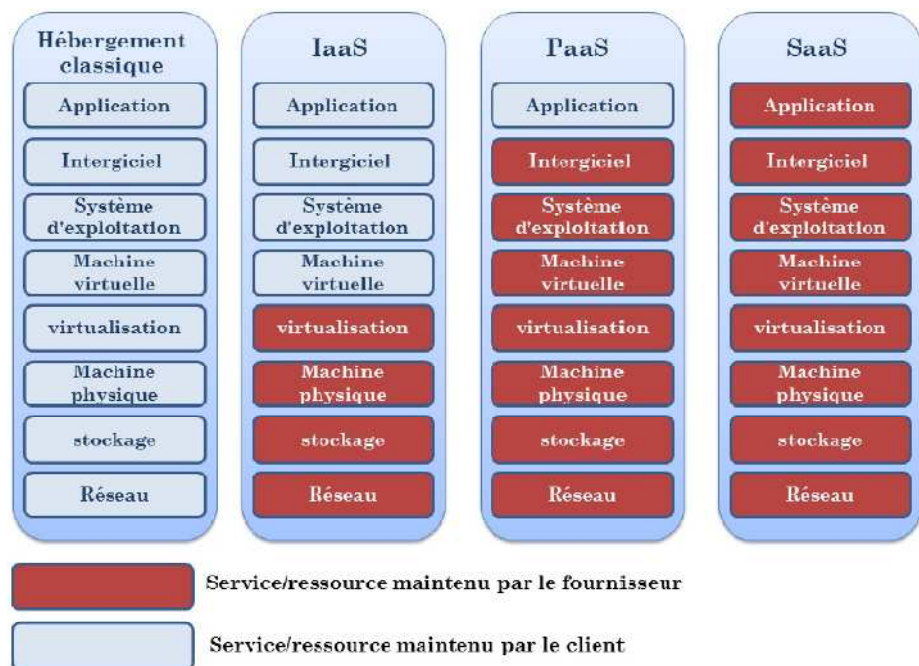 Hébergement
classique
Application
Intergiciel
Système
d'exploitation
Machine
virtuelle
virtualisation
Machine
physique
stockage
Réseau
IaaS
Application
Intergiciel
Système
d'exploitation
Machine
virtuelle
virtualisation
Machine
physique
stockage
Réseau
PaaS
Application
Intergiciel
Système
d'exploitation
Machine
virtuelle
virtualisation
Machine
physique
stockage
Réseau
SaaS
Application
Intergiciel
Système
d'exploitation
Machine
virtuelle
virtualisation
Machine
physique
stockage
Réseau
Service/ressource maintenu par le fournisseur
Service/ressource maintenu par le client